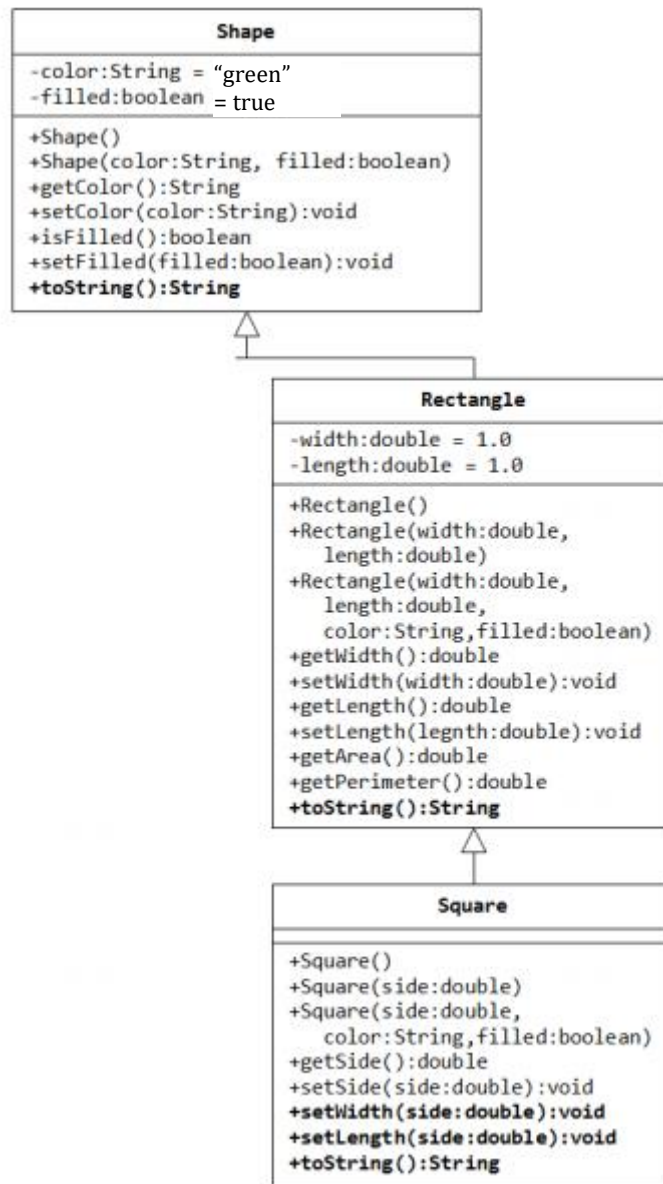 Shape
-color:String = “green”
-filled:boolean = true
+Shape()
+Shape(color:String, filled:boolean)
+getColor():String
+setColor(color:String):void
+isFilled():boolean
+setFilled(filled:boolean):void
+toString():String
Rectangle
-width:double = 1.0
-length:double = 1.0
+Rectangle()
+Rectangle(width:double,
length:double)
+Rectangle(width:double,
length:double,
color:String,filled:boolean)
+getWidth():double
+setWidth(width:double):void
+getLength():double
+setLength(legnth:double):void
+getArea():double
+getPerimeter():double
+toString():String
Square
+Square()
+Square(side:double)
+Square(side:double,
color:String,filled:boolean)
+getSide():double
+setSide(side:double):void
+setWidth(side:double):void
+setLength(side:double):void
+toString():String